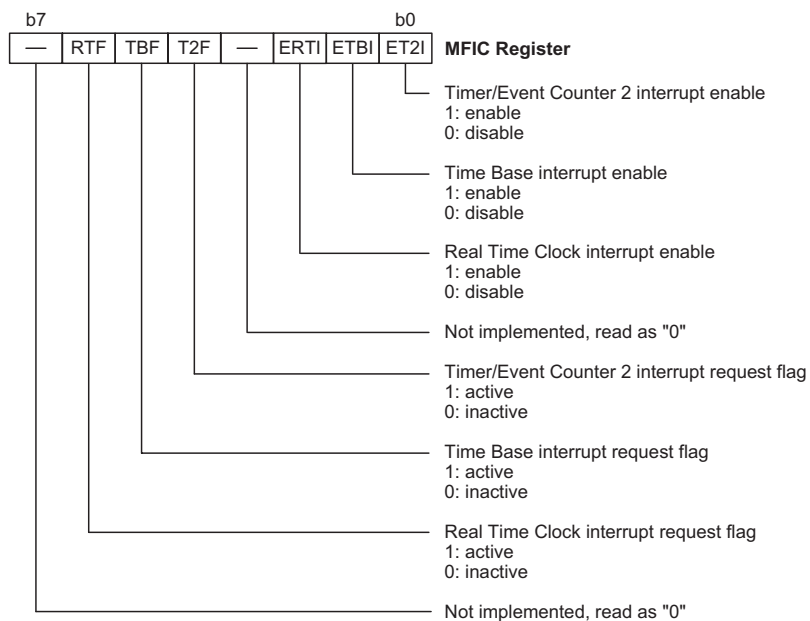 b7 b0
— RTF TBF T2F — ERTI ETBI ET2I MFIC Register
Timer/Event Counter 2 interrupt enable
1: enable
0: disable
Time Base interrupt enable
1: enable
0: disable
Real Time Clock interrupt enable
1: enable
0: disable
Not implemented, read as "0"
Timer/Event Counter 2 interrupt request flag
1: active
0: inactive
Time Base interrupt request flag
1: active
0: inactive
Real Time Clock interrupt request flag
1: active
0: inactive
Not implemented, read as "0"